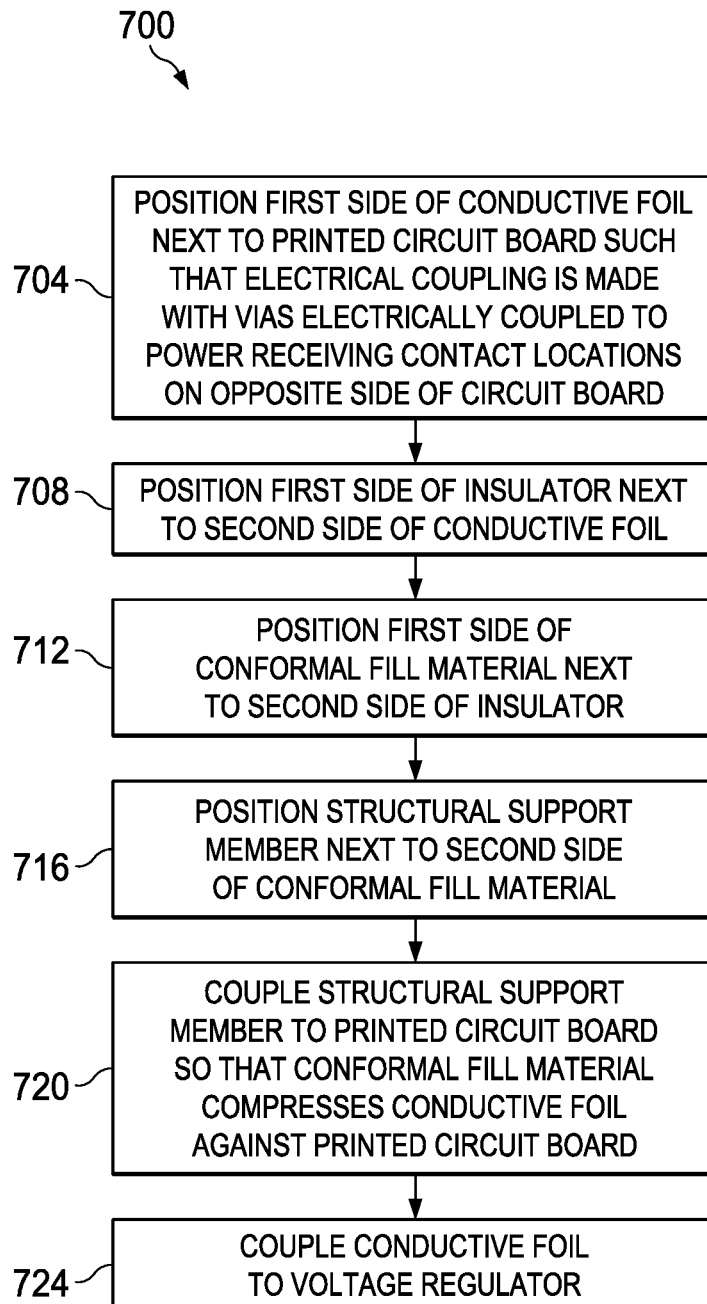 700
704
POSITION FIRST SIDE OF CONDUCTIVE FOIL
NEXT TO PRINTED CIRCUIT BOARD SUCH
THAT ELECTRICAL COUPLING IS MADE
WITH VIAS ELECTRICALLY COUPLED TO
POWER RECEIVING CONTACT LOCATIONS
ON OPPOSITE SIDE OF CIRCUIT BOARD
708
POSITION FIRST SIDE OF INSULATOR NEXT
TO SECOND SIDE OF CONDUCTIVE FOIL
712
POSITION FIRST SIDE OF
CONFORMAL FILL MATERIAL NEXT
TO SECOND SIDE OF INSULATOR
716
POSITION STRUCTURAL SUPPORT
MEMBER NEXT TO SECOND SIDE
OF CONFORMAL FILL MATERIAL
720
COUPLE STRUCTURAL SUPPORT
MEMBER TO PRINTED CIRCUIT BOARD
SO THAT CONFORMAL FILL MATERIAL
COMPRESSES CONDUCTIVE FOIL
AGAINST PRINTED CIRCUIT BOARD
724
COUPLE CONDUCTIVE FOIL
TO VOLTAGE REGULATOR